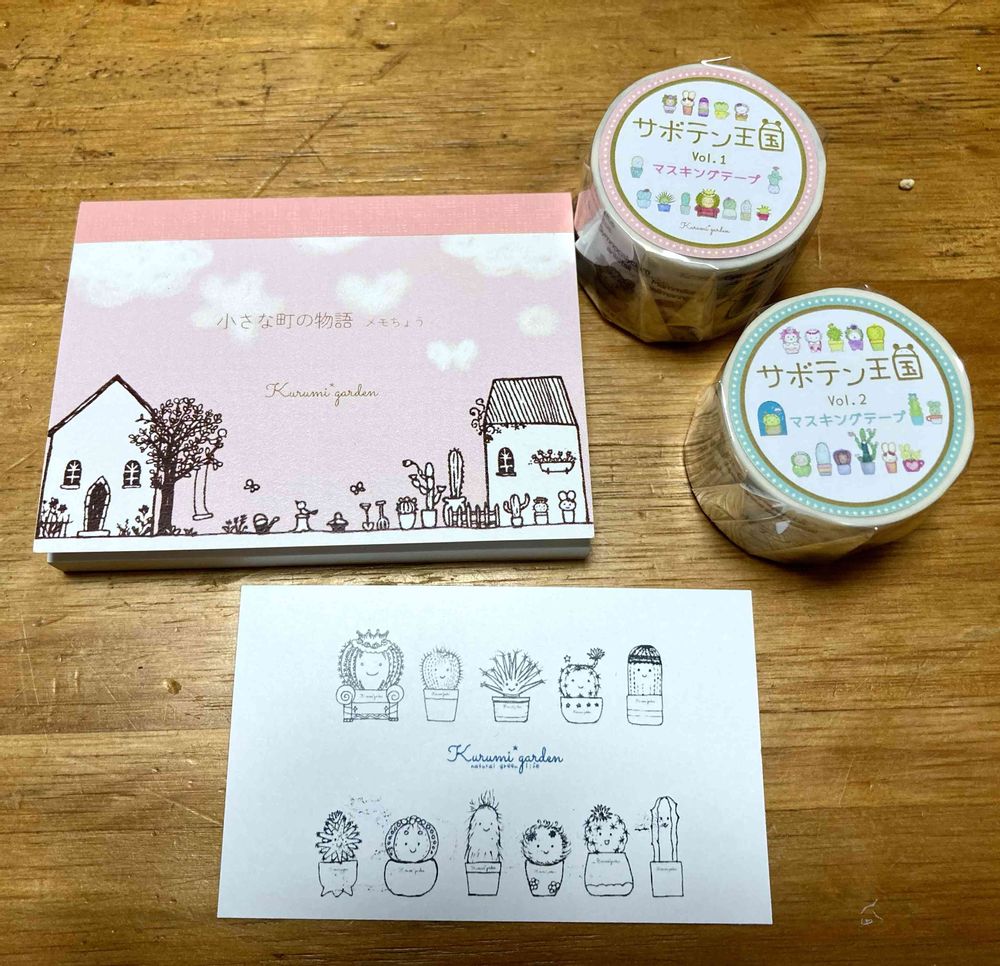 小さな町の物語 メモちょう
Kurumi*garden
サボテン王国
Vol.1
マスキングテープ
Kurumi*garden
サボテン王国
Vol.2
マスキングテープ
Kurumi*garden
natural green life